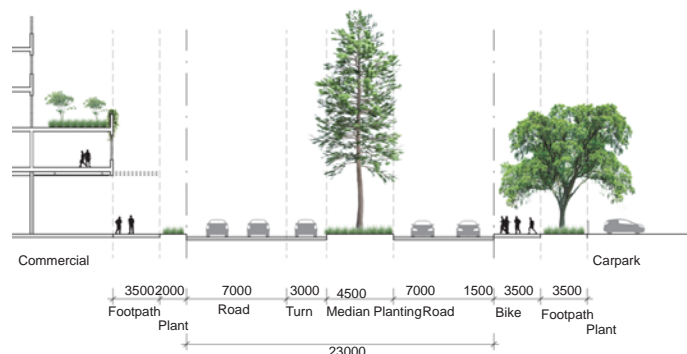 Commercial
Carpark
3500 2000 7000 3000 4500 7000 1500 3500 3500
Footpath Plant Road Turn Median Planting Road Bike Footpath Plant
23000